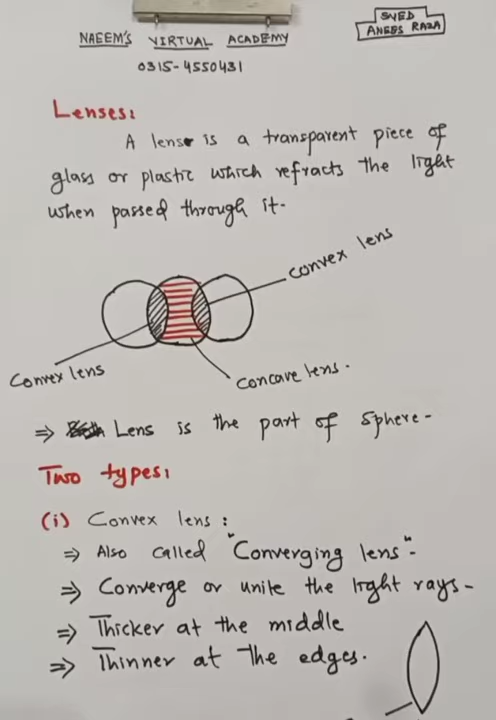 NAEEM'S VIRTUAL ACADEMY
0315-4550431
SYED
ANEES RAZA
Lenses:
A lense is a transparent piece of
glass or plastic which refracts the light
when passed through it-
Convex lens
Convex lens
Concave lens.
⇒ Lens is the part of sphere-
Two types:
(i) Convex lens:
⇒ Also called "Converging lens"-
⇒ Converge or unite the light rays-
⇒ Thicker at the middle
⇒ Thinner at the edges.